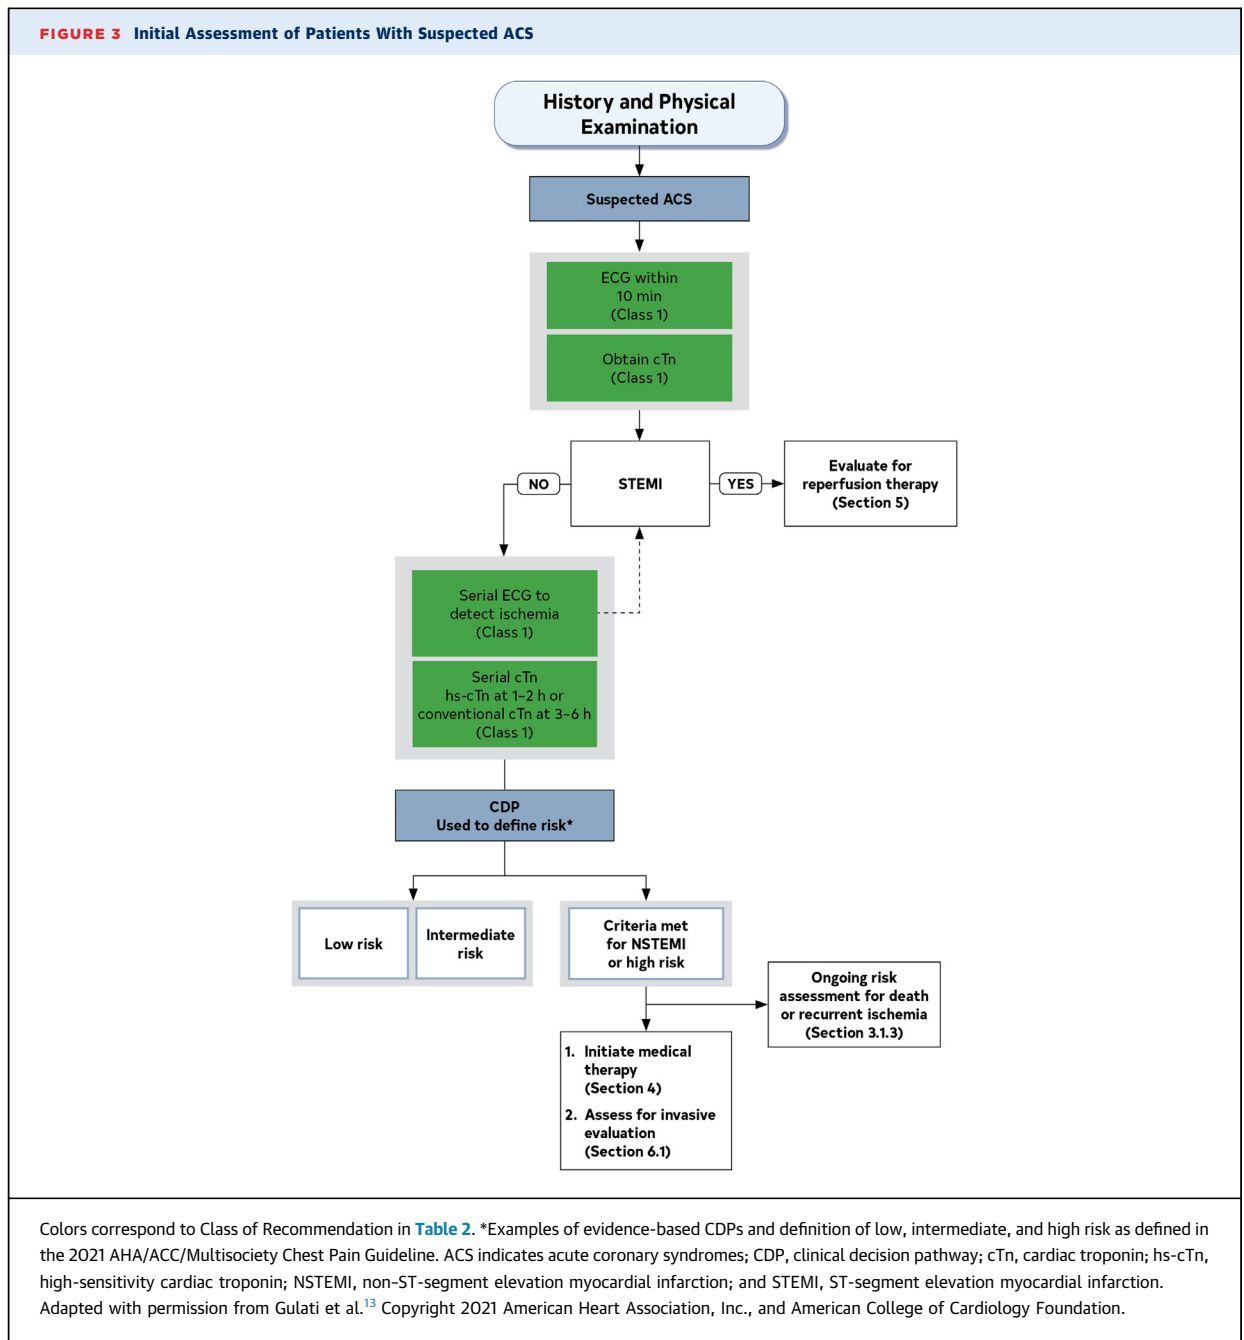 FIGURE 3 Initial Assessment of Patients With Suspected ACS
History and Physical
Examination
Suspected ACS
ECG within
10 min
(Class 1)
Obtain cTn
(Class 1)
STEMI
NO
YES
Evaluate for
reperfusion therapy
(Section 5)
Serial ECG to
detect ischemia
(Class 1)
Serial cTn
hs-cTn at 1–2 h or
conventional cTn at 3–6 h
(Class 1)
CDP
Used to define risk*
Low risk
Intermediate
risk
Criteria met
for NSTEMI
or high risk
Ongoing risk
assessment for death
or recurrent ischemia
(Section 3.1.3)
1. Initiate medical
therapy
(Section 4)
2. Assess for invasive
evaluation
(Section 6.1)
Colors correspond to Class of Recommendation in Table 2. *Examples of evidence-based CDPs and definition of low, intermediate, and high risk as defined in
the 2021 AHA/ACC/Multisociety Chest Pain Guideline. ACS indicates acute coronary syndromes; CDP, clinical decision pathway; cTn, cardiac troponin; hs-cTn,
high-sensitivity cardiac troponin; NSTEMI, non–ST-segment elevation myocardial infarction; and STEMI, ST-segment elevation myocardial infarction.
Adapted with permission from Gulati et al.13 Copyright 2021 American Heart Association, Inc., and American College of Cardiology Foundation.